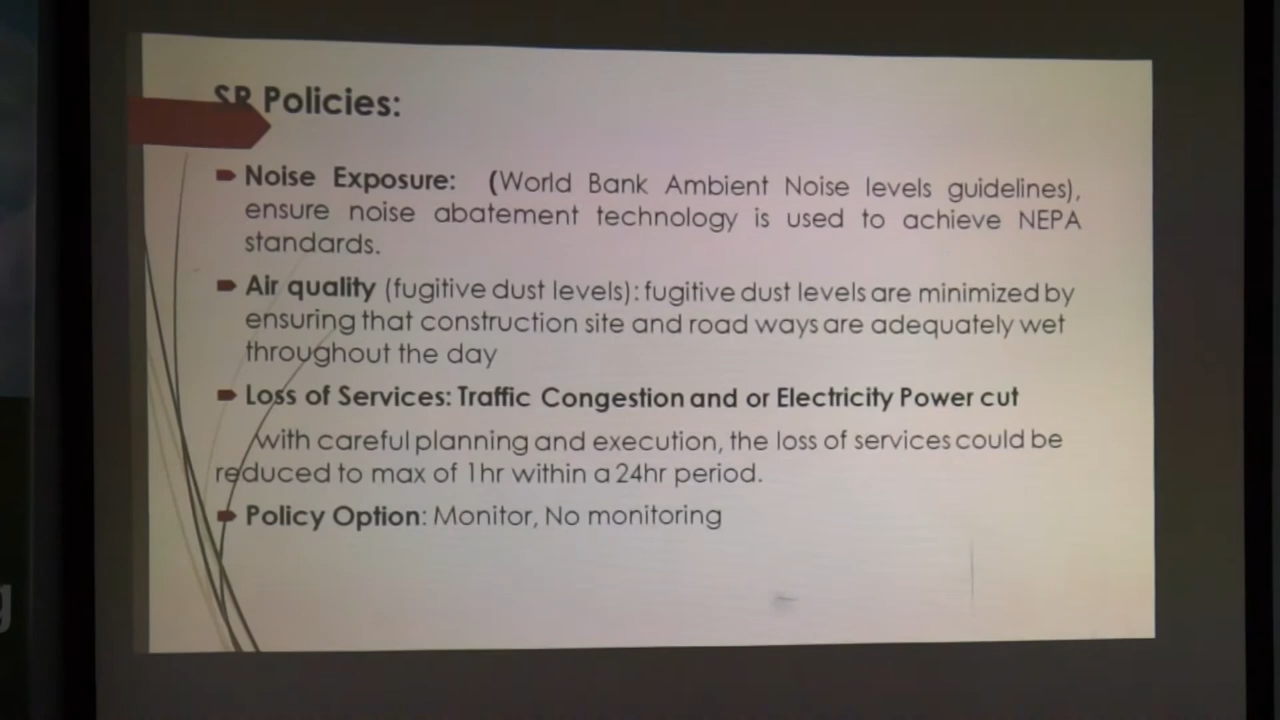 SR Policies:
Noise Exposure: (World Bank Ambient Noise levels guidelines),
ensure noise abatement technology is used to achieve NEPA
standards.
Air quality (fugitive dust levels): fugitive dust levels are minimized by
ensuring that construction site and road ways are adequately wet
throughout the day
Loss of Services: Traffic Congestion and or Electricity Power cut
with careful planning and execution, the loss of services could be
reduced to max of 1hr within a 24hr period.
Policy Option: Monitor, No monitoring
g